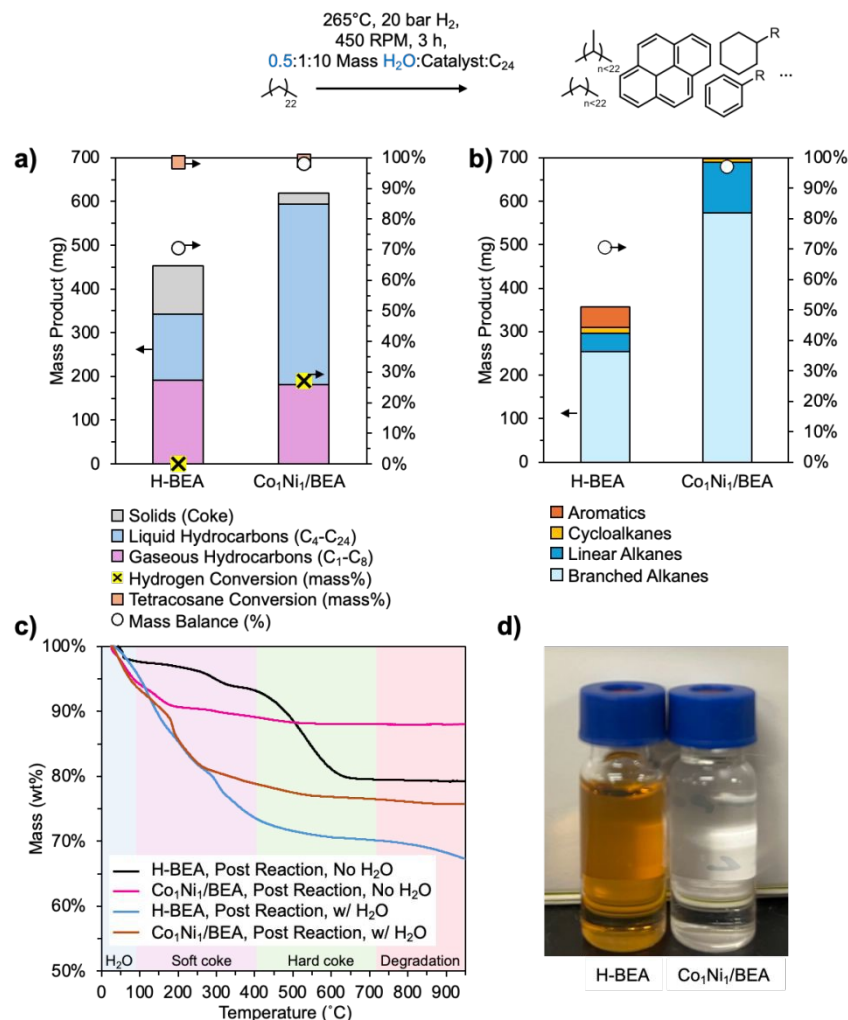 265°C, 20 bar H₂,
450 RPM, 3 h,
0.5:1:10 Mass H₂O:Catalyst:C₂₄
22
n<22
n<22
R
R
...
a)
700
600
500
400
300
200
100
0
Mass Product (mg)
100%
90%
80%
70%
60%
50%
40%
30%
20%
10%
0%
H-BEA
Co₁Ni₁/BEA
Solids (Coke)
Liquid Hydrocarbons (C₄-C₂₄)
Gaseous Hydrocarbons (C₁-C₈)
Hydrogen Conversion (mass%)
Tetracosane Conversion (mass%)
Mass Balance (%)
b)
700
600
500
400
300
200
100
0
Mass Product (mg)
100%
90%
80%
70%
60%
50%
40%
30%
20%
10%
0%
H-BEA
Co₁Ni₁/BEA
Aromatics
Cycloalkanes
Linear Alkanes
Branched Alkanes
c)
100%
90%
80%
70%
60%
50%
Mass (wt%)
H-BEA, Post Reaction, No H₂O
Co₁Ni₁/BEA, Post Reaction, No H₂O
H-BEA, Post Reaction, w/ H₂O
Co₁Ni₁/BEA, Post Reaction, w/ H₂O
H₂O
Soft coke
Hard coke
Degradation
0 100 200 300 400 500 600 700 800 900
Temperature (˚C)
d)
H-BEA
Co₁Ni₁/BEA